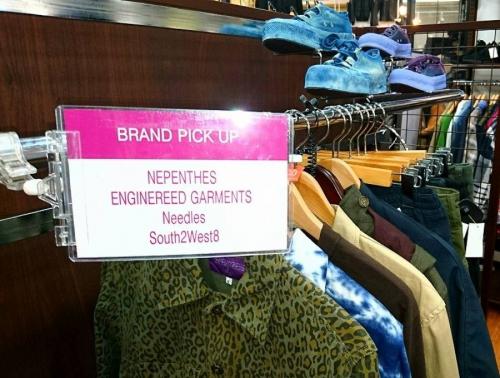 BRAND PICK UP
NEPENTHES
ENGINEREED GARMENTS
Needles
South2West8